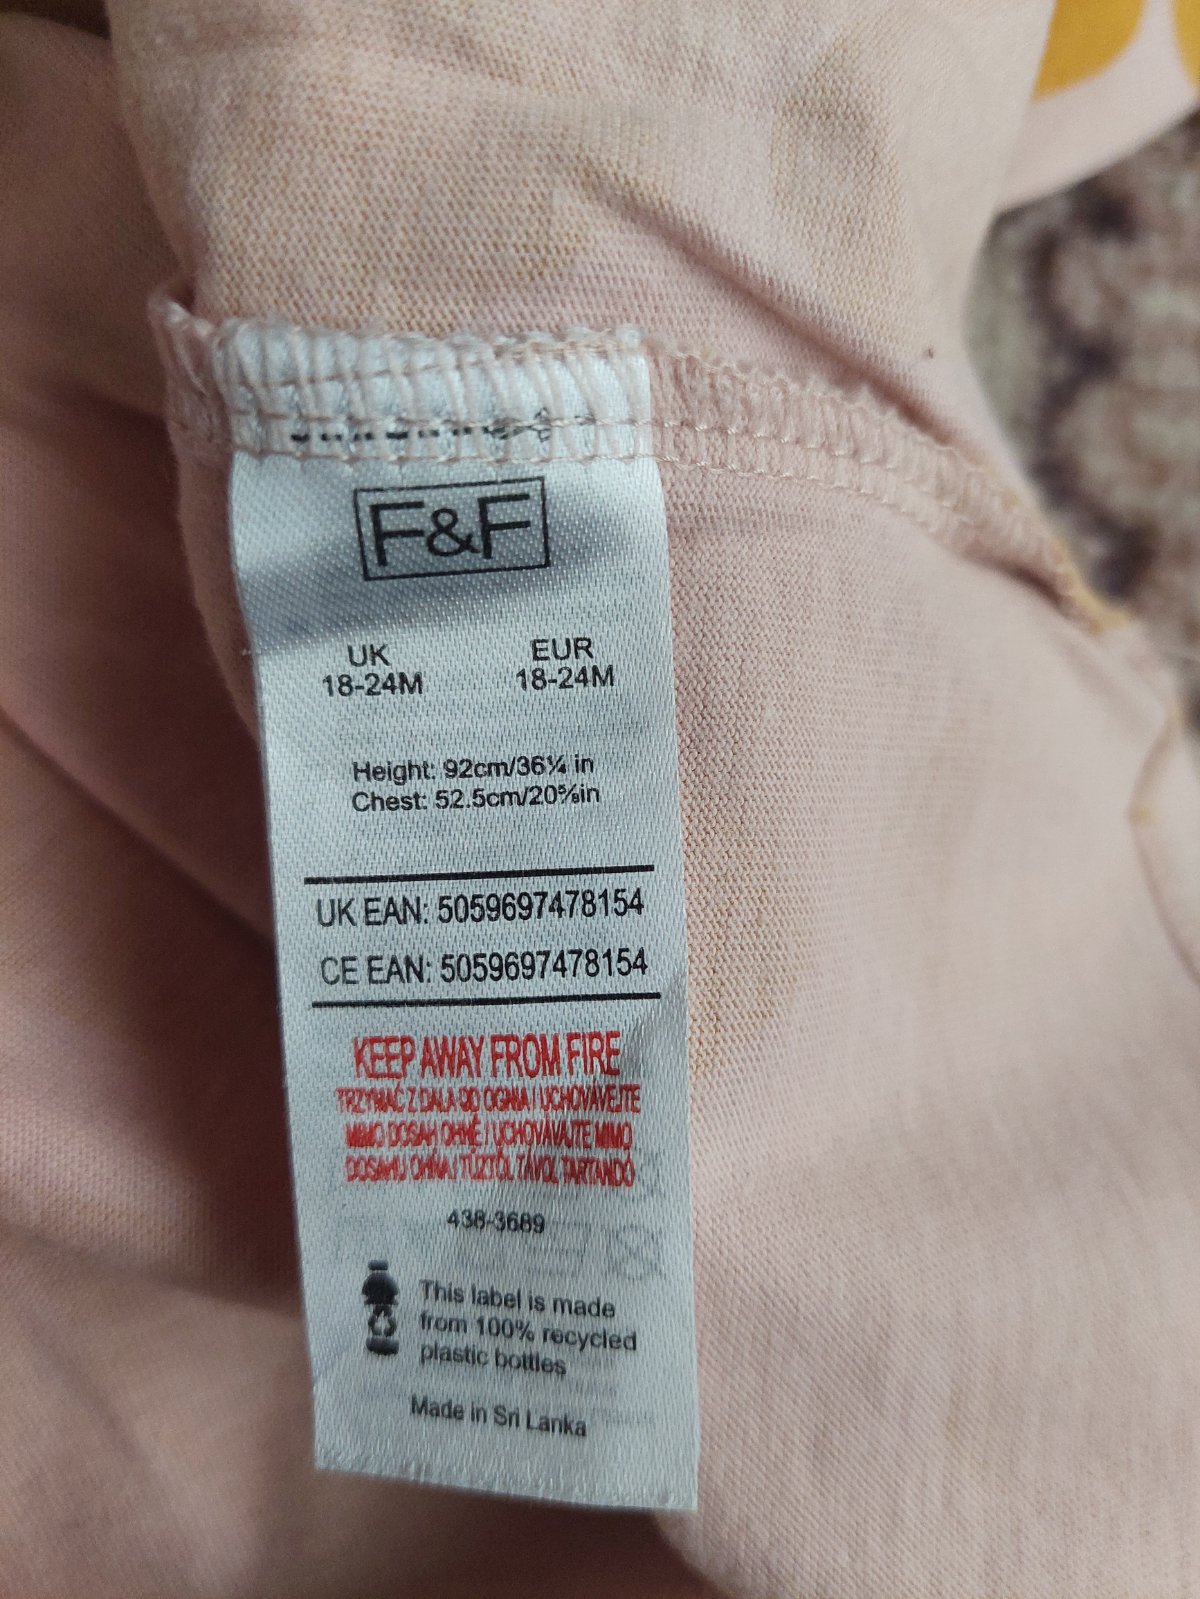 F&F
UK
18-24M
EUR
18-24M
Height: 92cm/36¼ in
Chest: 52.5cm/20⅝in
UK EAN: 5059697478154
CE EAN: 5059697478154
KEEP AWAY FROM FIRE
TRZYMAĆ Z DALA OD OGNIA / UCHOVÁVEJTE
MIMO DOSAH OHNĚ / UCHOVÁVAJTE MIMO
DOSAHU OHŇA / TŰZTŐL TÁVOL TARTANDÓ
438-3689
This label is made
from 100% recycled
plastic bottles
Made in Sri Lanka